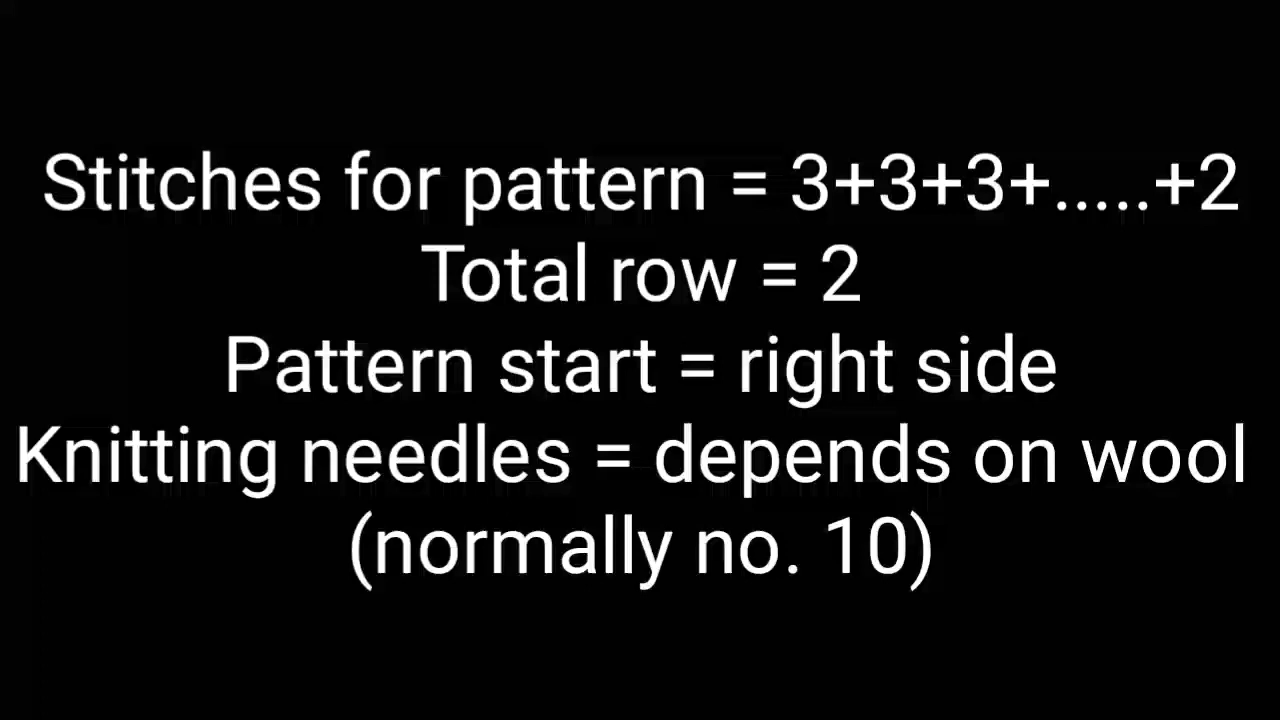 Stitches for pattern = 3+3+3+.....+2
Total row = 2
Pattern start = right side
Knitting needles = depends on wool
(normally no. 10)